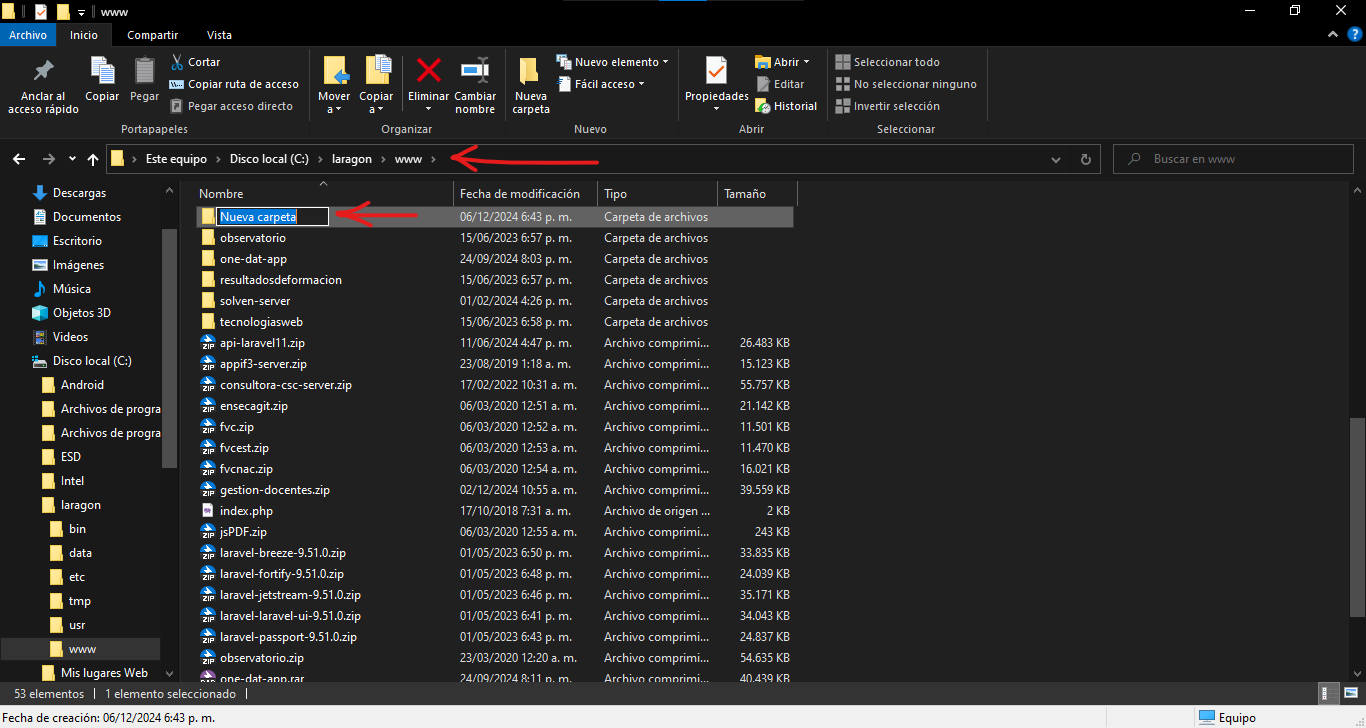 www
Archivo Inicio Compartir Vista
Anclar al acceso rápido
Copiar
Pegar
Cortar
Copiar ruta de acceso
Pegar acceso directo
Portapapeles
Mover a
Copiar a
Eliminar
Cambiar nombre
Organizar
Nueva carpeta
Nuevo elemento
Fácil acceso
Nuevo
Propiedades
Abrir
Editar
Historial
Abrir
Seleccionar todo
No seleccionar ninguno
Invertir selección
Seleccionar
Este equipo › Disco local (C:) › laragon › www ›
Buscar en www
Descargas
Documentos
Escritorio
Imágenes
Música
Objetos 3D
Videos
Disco local (C:)
Android
Archivos de progra
Archivos de progra
ESD
Intel
laragon
bin
data
etc
tmp
usr
www
Mis lugares Web
Nombre Fecha de modificación Tipo Tamaño
Nueva carpeta 06/12/2024 6:43 p. m. Carpeta de archivos
observatorio 15/06/2023 6:57 p. m. Carpeta de archivos
one-dat-app 24/09/2024 8:03 p. m. Carpeta de archivos
resultadosdeformacion 15/06/2023 6:57 p. m. Carpeta de archivos
solven-server 01/02/2024 4:26 p. m. Carpeta de archivos
tecnologiasweb 15/06/2023 6:58 p. m. Carpeta de archivos
api-laravel11.zip 11/06/2024 4:47 p. m. Archivo comprimi... 26.483 KB
appif3-server.zip 23/08/2019 1:18 a. m. Archivo comprimi... 15.123 KB
consultora-csc-server.zip 17/02/2022 10:31 a. m. Archivo comprimi... 55.757 KB
ensecagit.zip 06/03/2020 12:51 a. m. Archivo comprimi... 21.142 KB
fvc.zip 06/03/2020 12:52 a. m. Archivo comprimi... 11.501 KB
fvcest.zip 06/03/2020 12:53 a. m. Archivo comprimi... 11.470 KB
fvcnac.zip 06/03/2020 12:54 a. m. Archivo comprimi... 16.021 KB
gestion-docentes.zip 02/12/2024 10:55 a. m. Archivo comprimi... 39.559 KB
index.php 17/10/2018 7:31 a. m. Archivo de origen ... 2 KB
jsPDF.zip 06/03/2020 12:55 a. m. Archivo comprimi... 243 KB
laravel-breeze-9.51.0.zip 01/05/2023 6:50 p. m. Archivo comprimi... 33.835 KB
laravel-fortify-9.51.0.zip 01/05/2023 6:48 p. m. Archivo comprimi... 24.039 KB
laravel-jetstream-9.51.0.zip 01/05/2023 6:46 p. m. Archivo comprimi... 35.171 KB
laravel-laravel-ui-9.51.0.zip 01/05/2023 6:41 p. m. Archivo comprimi... 34.043 KB
laravel-passport-9.51.0.zip 01/05/2023 6:43 p. m. Archivo comprimi... 24.837 KB
observatorio.zip 23/03/2020 12:20 a. m. Archivo comprimi... 54.635 KB
one-dat-app.rar 24/09/2024 8:11 p. m. Archivo comprimi... 40.439 KB
53 elementos 1 elemento seleccionado
Fecha de creación: 06/12/2024 6:43 p. m. Equipo